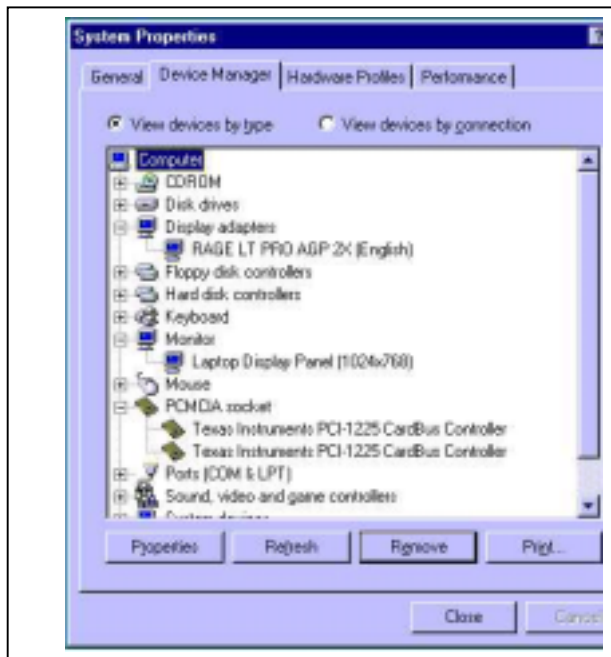 System Properties
General Device Manager Hardware Profiles Performance
View devices by type View devices by connection
Computer
CDROM
Disk drives
Display adapters
RAGE LT PRO AGP 2X (English)
Floppy disk controllers
Hard disk controllers
Keyboard
Monitor
Laptop Display Panel (1024x768)
Mouse
PCMCIA socket
Texas Instruments PCI-1225 CardBus Controller
Texas Instruments PCI-1225 CardBus Controller
Ports (COM & LPT)
Sound, video and game controllers
System devices
Properties Refresh Remove Print...
Close Cancel